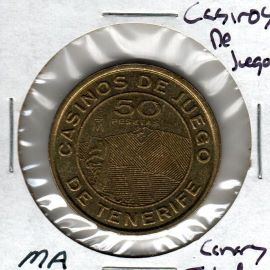 Casinos
De
Juego
CASINOS DE JUEGO
50
PESETAS
DE TENERIFE
MA
Canary